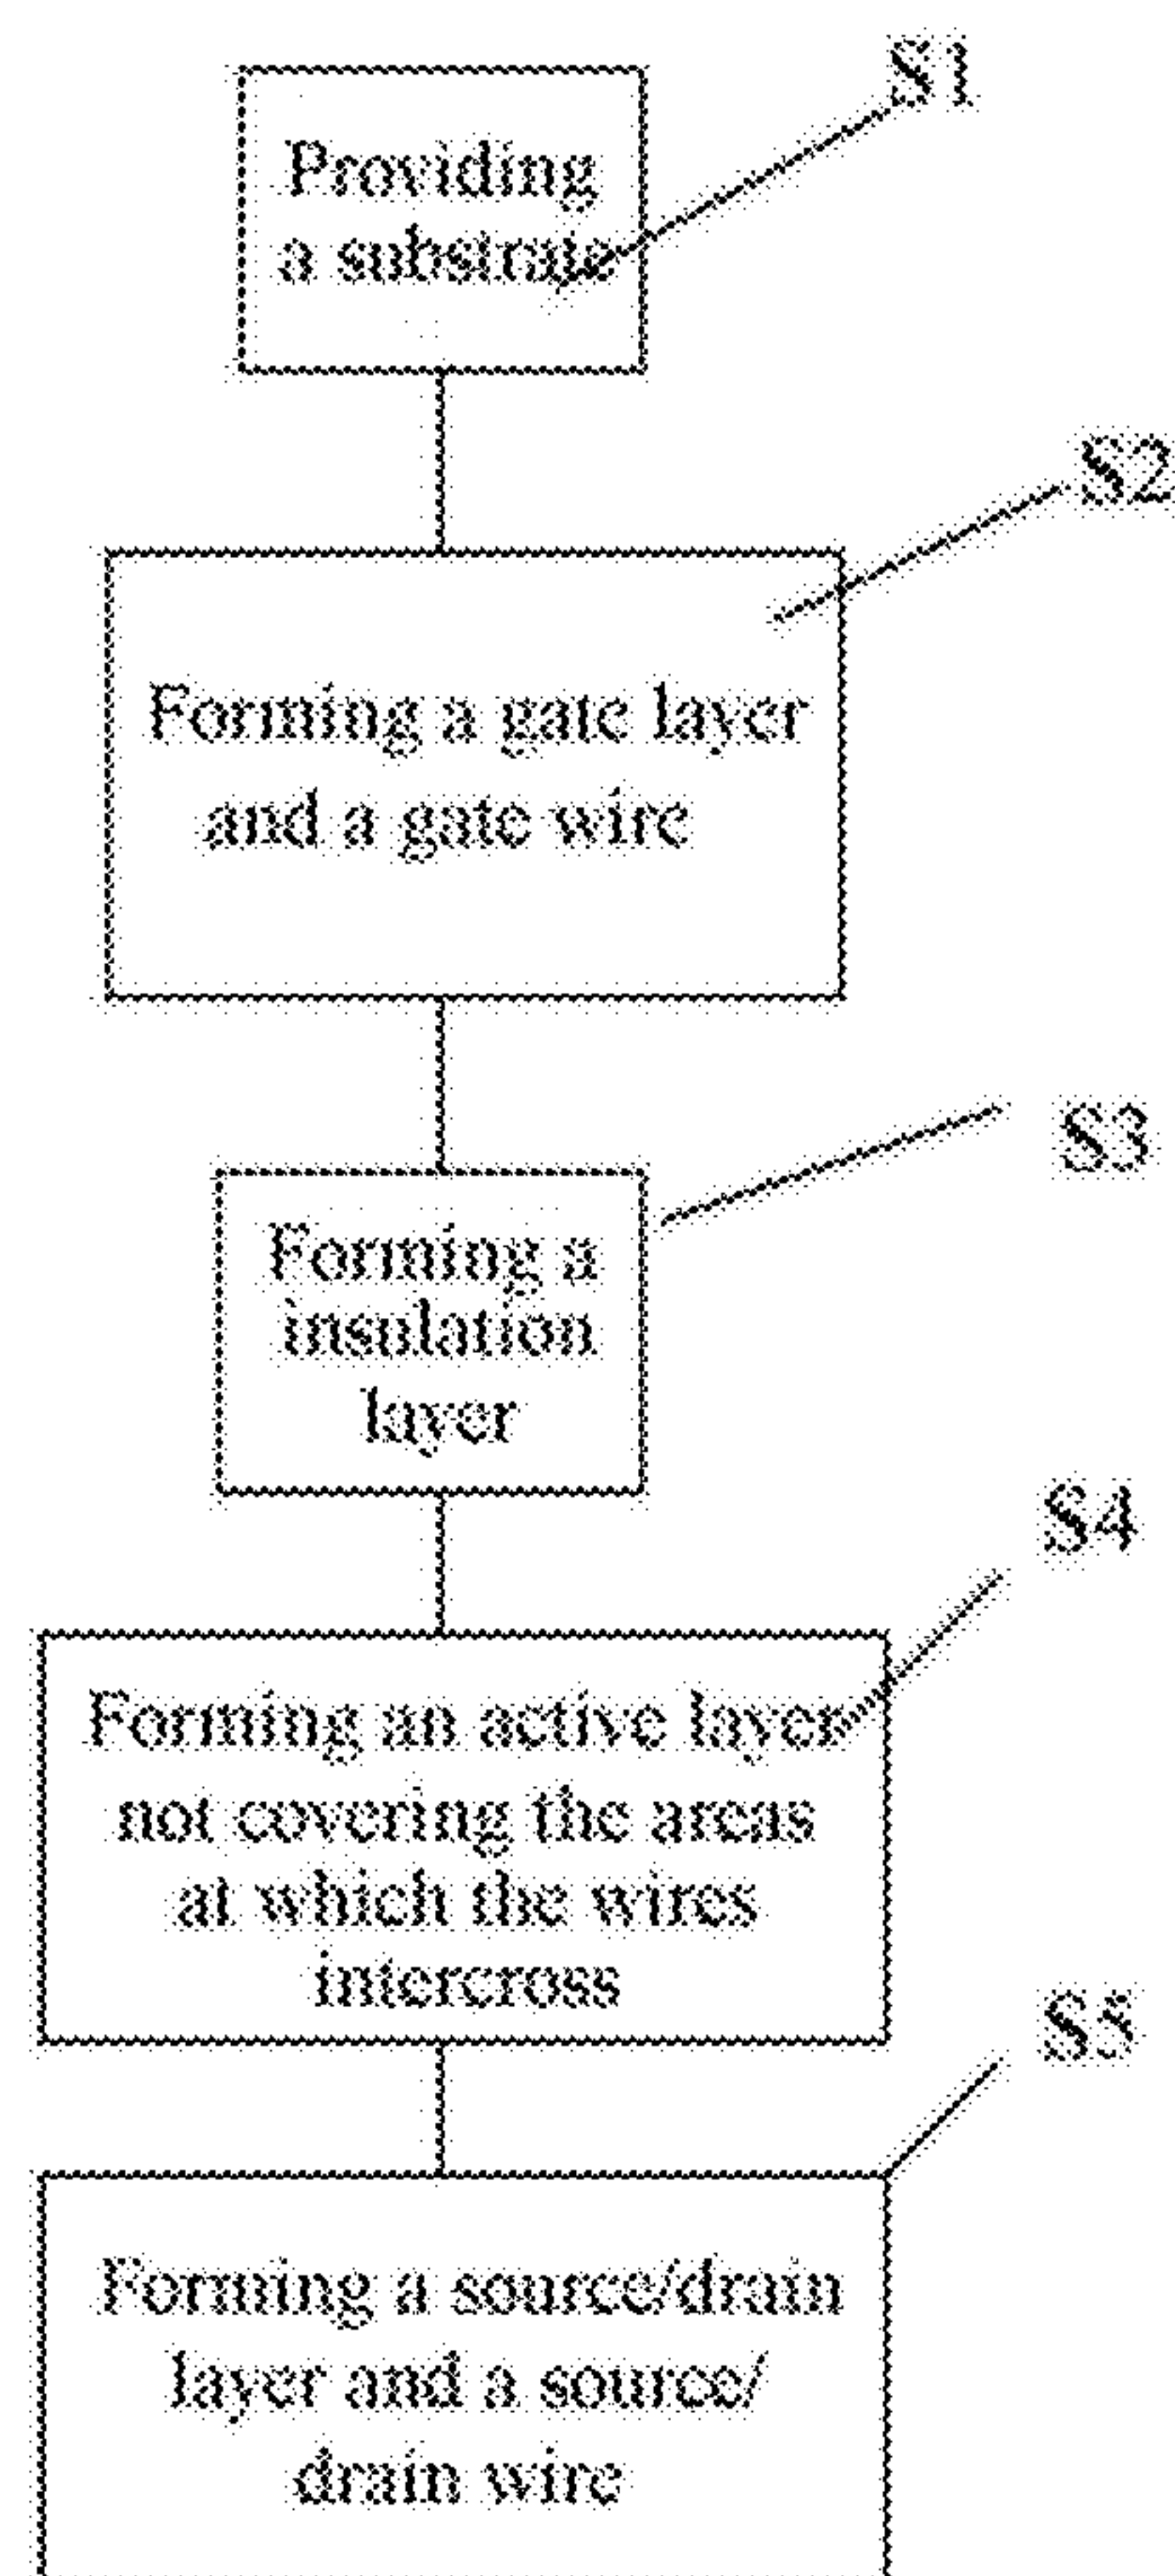 S1
Providing
a substrate
S2
Forming a gate layer
and a gate wire
S3
Forming a
insulation
layer
S4
Forming an active layer
not covering the areas
at which the wires
intercross
S5
Forming a source/drain
layer and a source/
drain wire